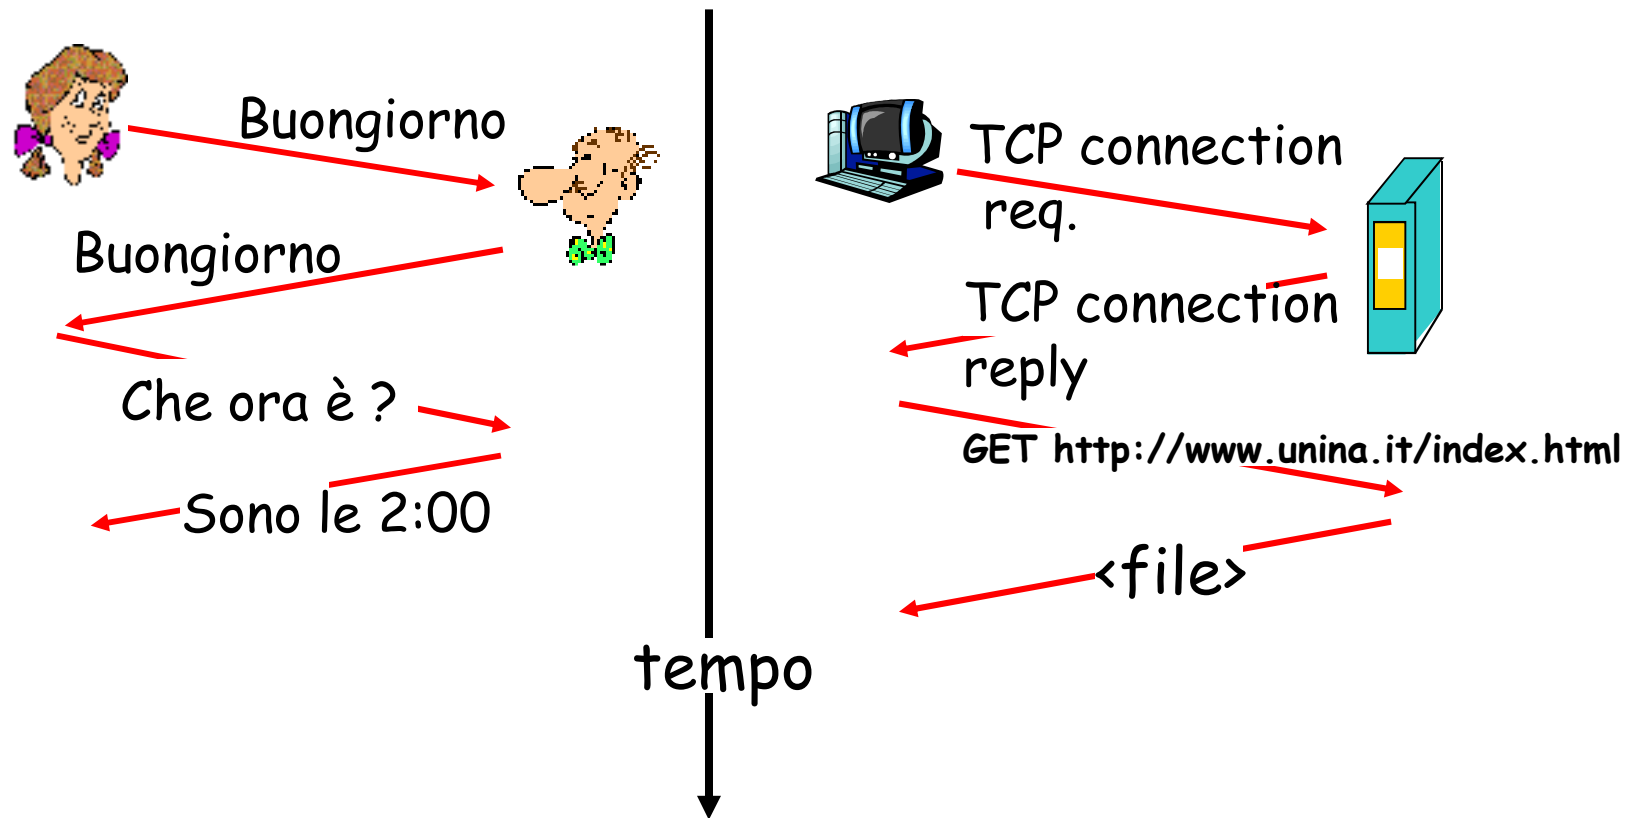 Buongiorno
Buongiorno
Che ora è ?
Sono le 2:00
TCP connection
req.
TCP connection
reply
GET http://www.unina.it/index.html
<file>
tempo